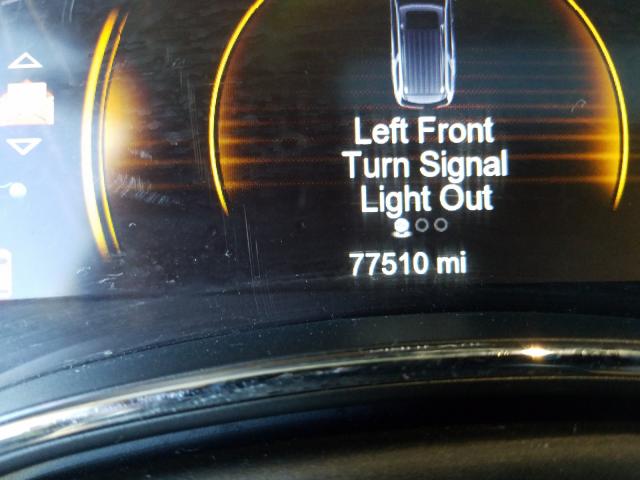 Left Front
Turn Signal
Light Out
77510 mi